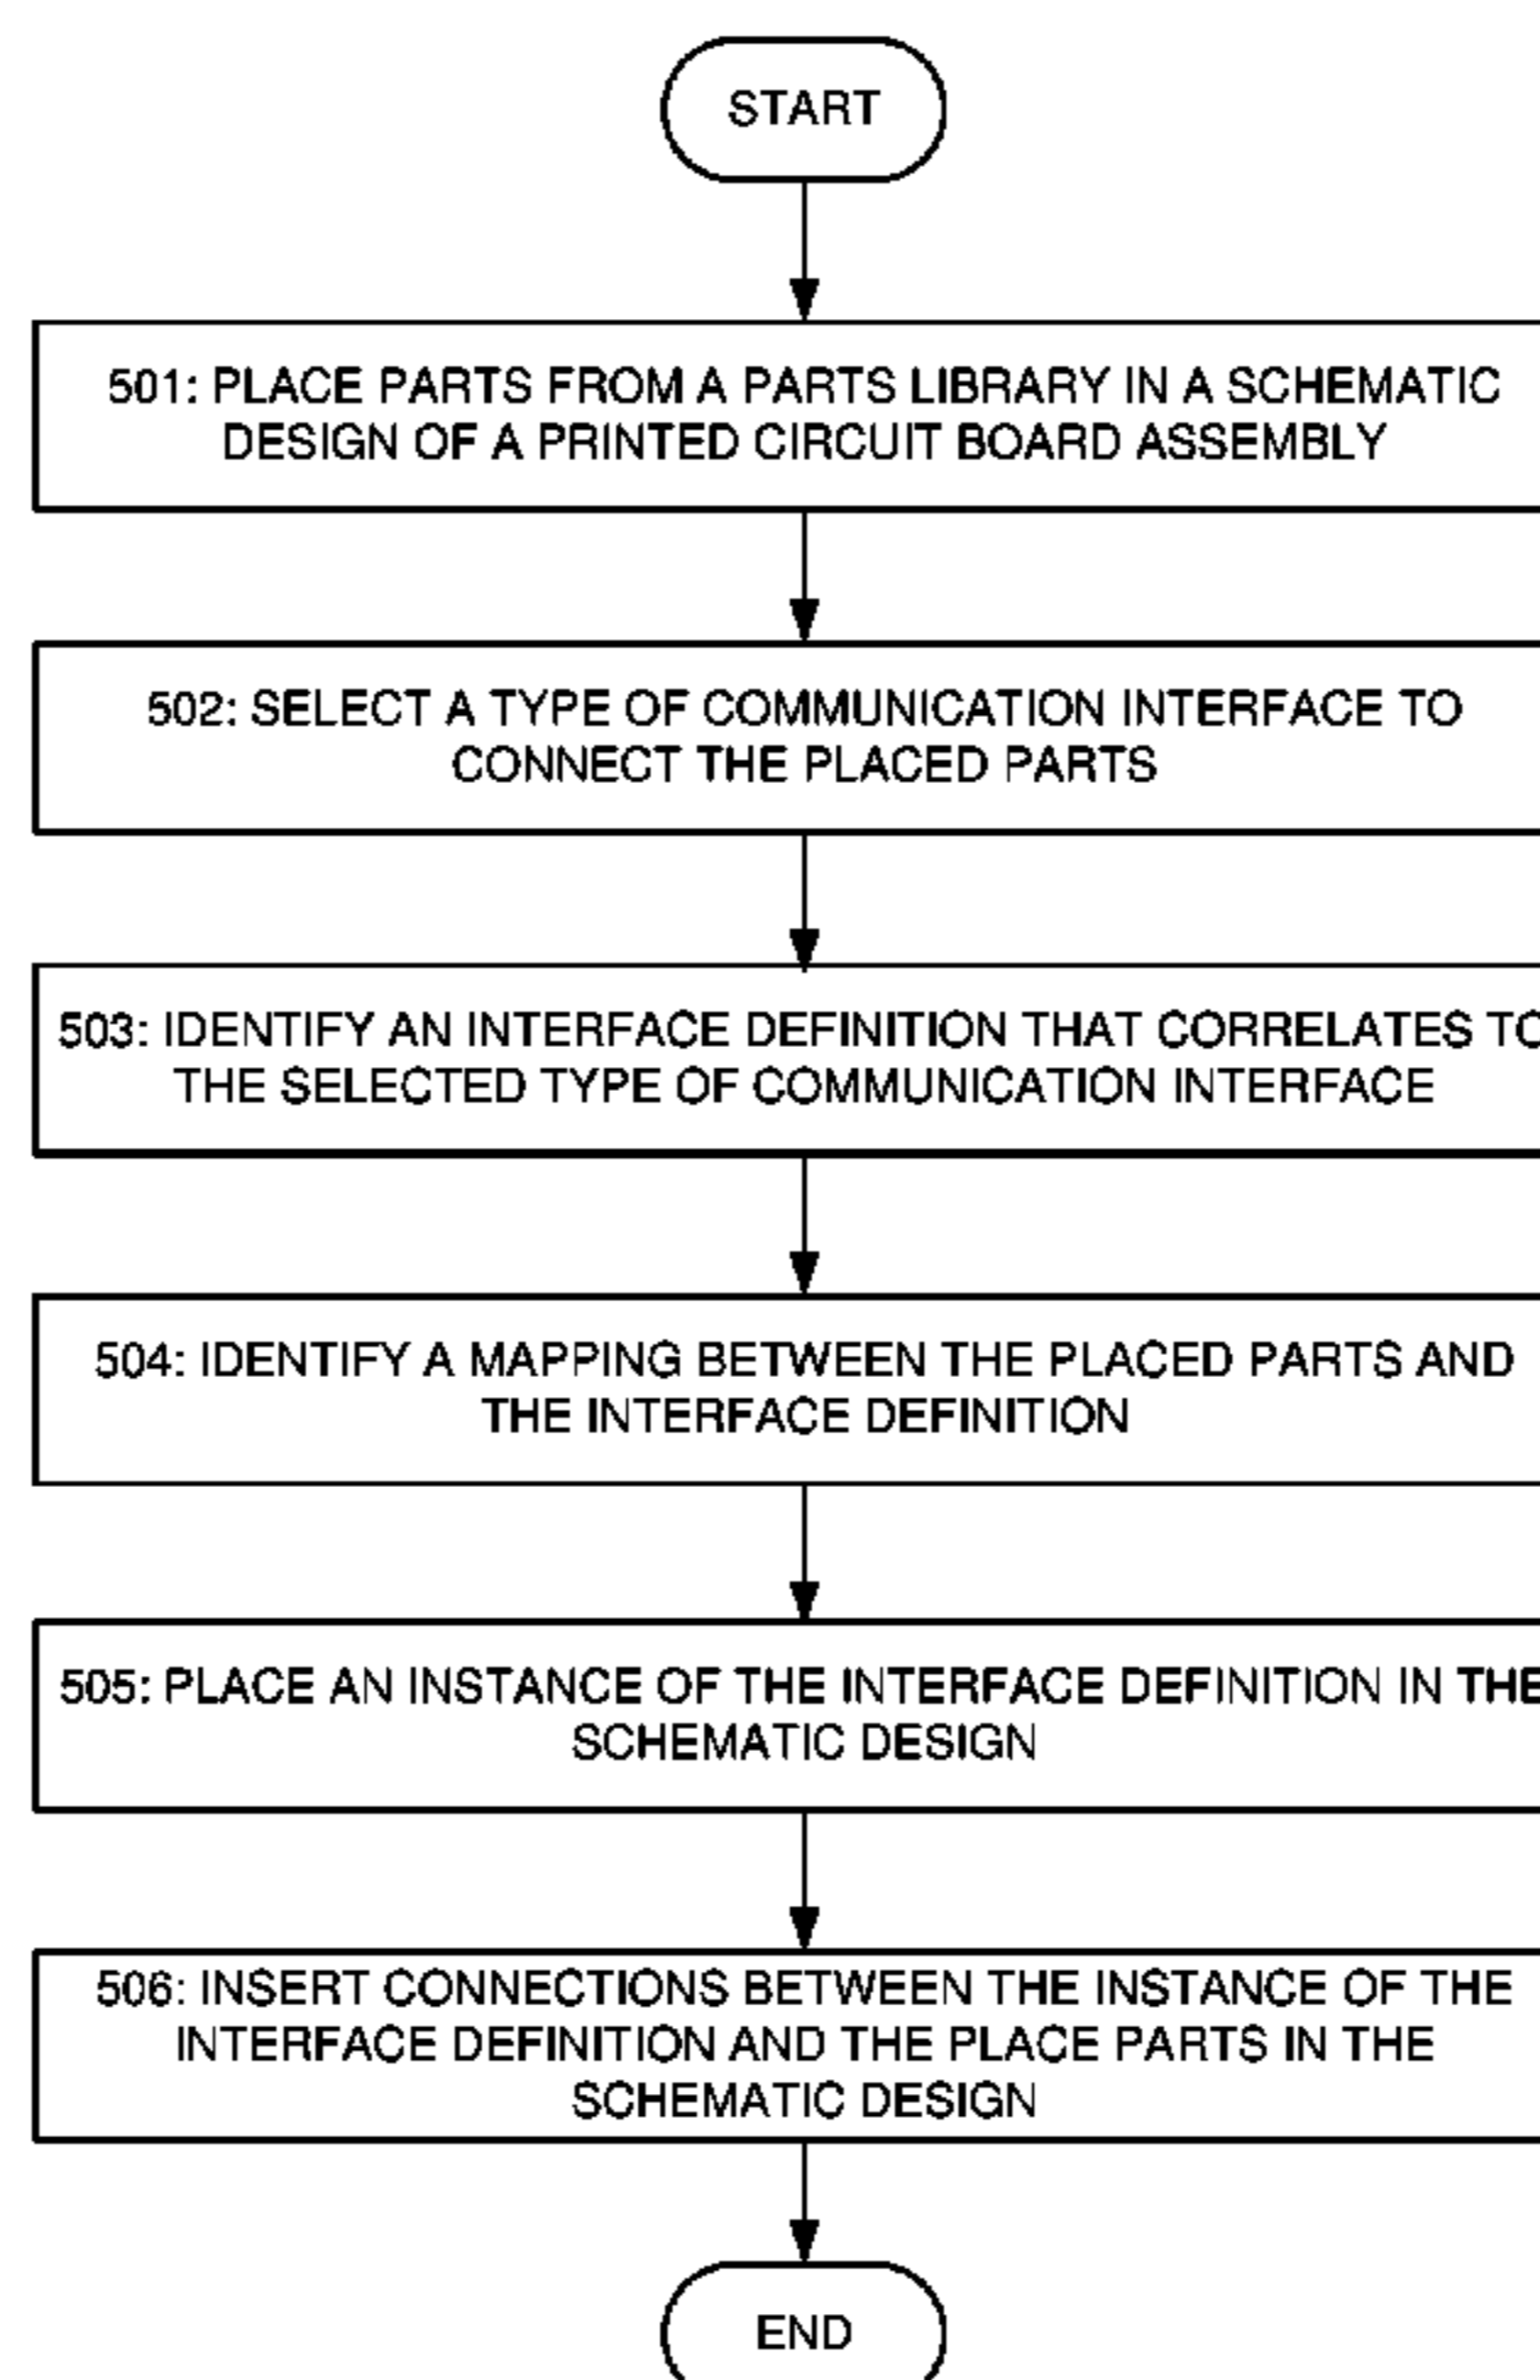 START
501: PLACE PARTS FROM A PARTS LIBRARY IN A SCHEMATIC
DESIGN OF A PRINTED CIRCUIT BOARD ASSEMBLY
502: SELECT A TYPE OF COMMUNICATION INTERFACE TO
CONNECT THE PLACED PARTS
503: IDENTIFY AN INTERFACE DEFINITION THAT CORRELATES TO
THE SELECTED TYPE OF COMMUNICATION INTERFACE
504: IDENTIFY A MAPPING BETWEEN THE PLACED PARTS AND
THE INTERFACE DEFINITION
505: PLACE AN INSTANCE OF THE INTERFACE DEFINITION IN THE
SCHEMATIC DESIGN
506: INSERT CONNECTIONS BETWEEN THE INSTANCE OF THE
INTERFACE DEFINITION AND THE PLACE PARTS IN THE
SCHEMATIC DESIGN
END